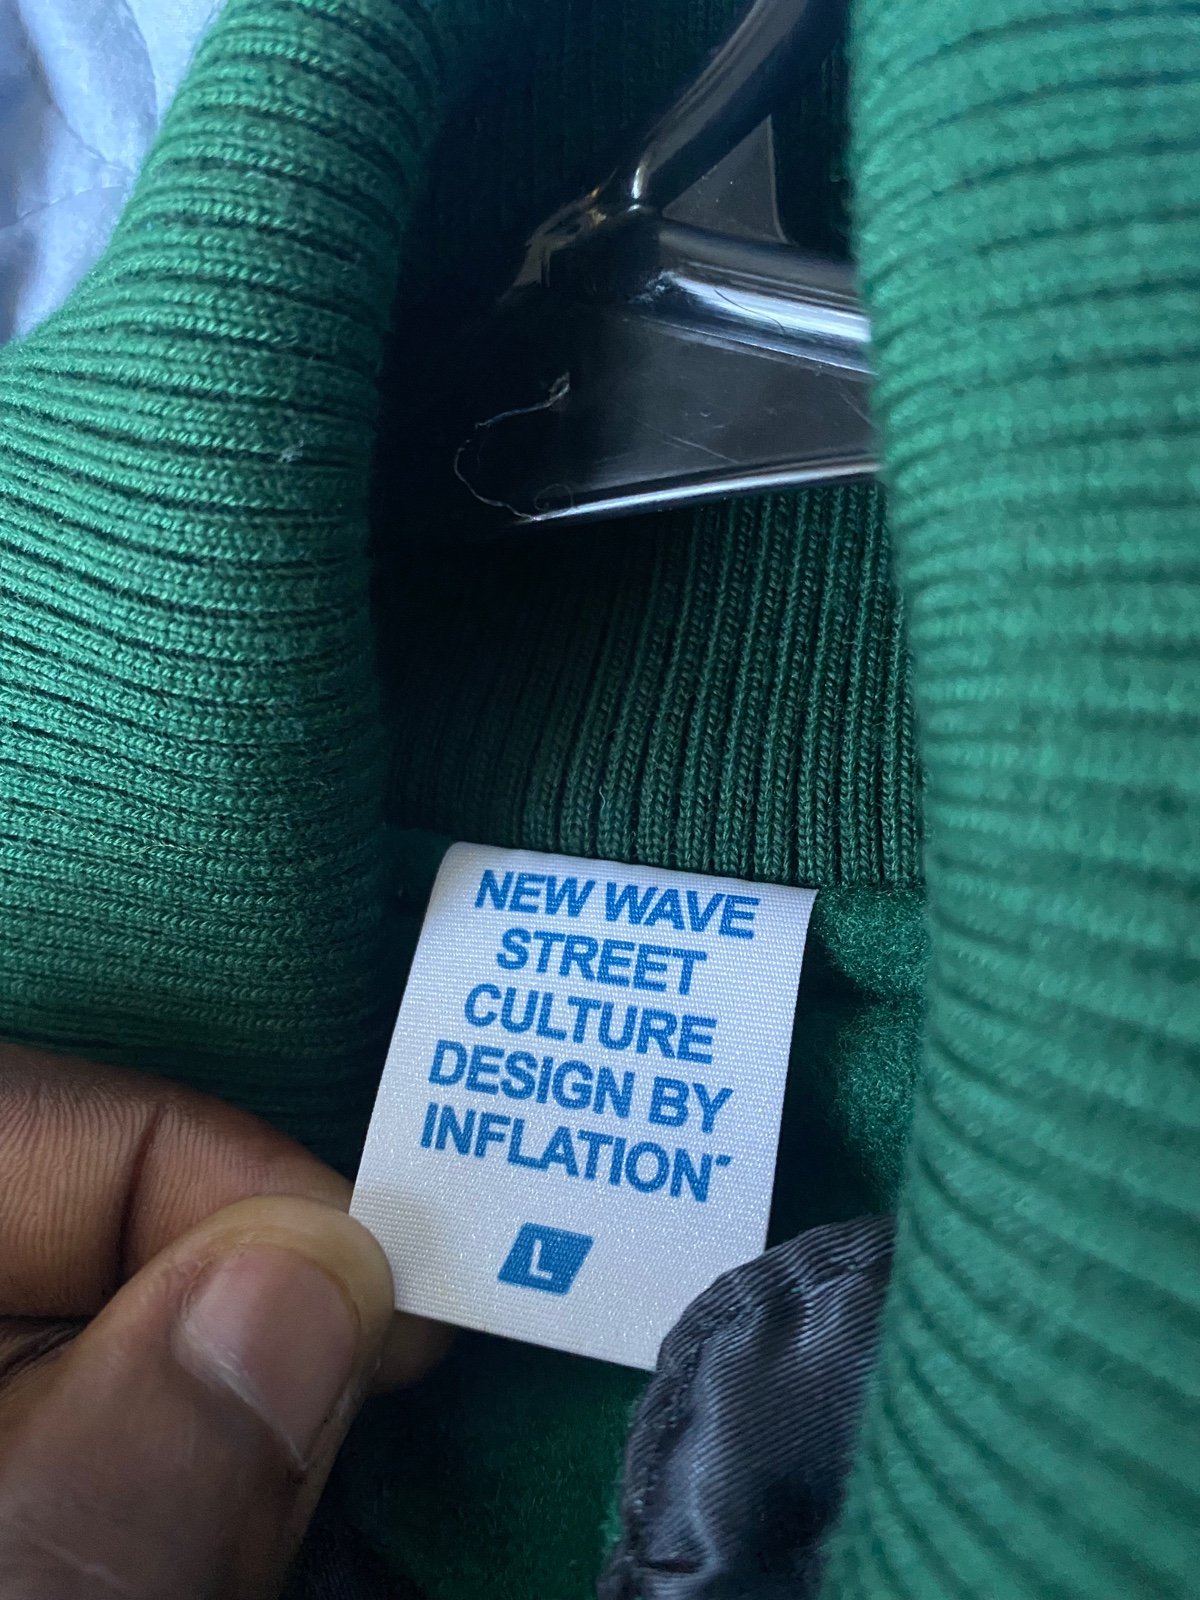 NEW WAVE
STREET
CULTURE
DESIGN BY
INFLATION
L